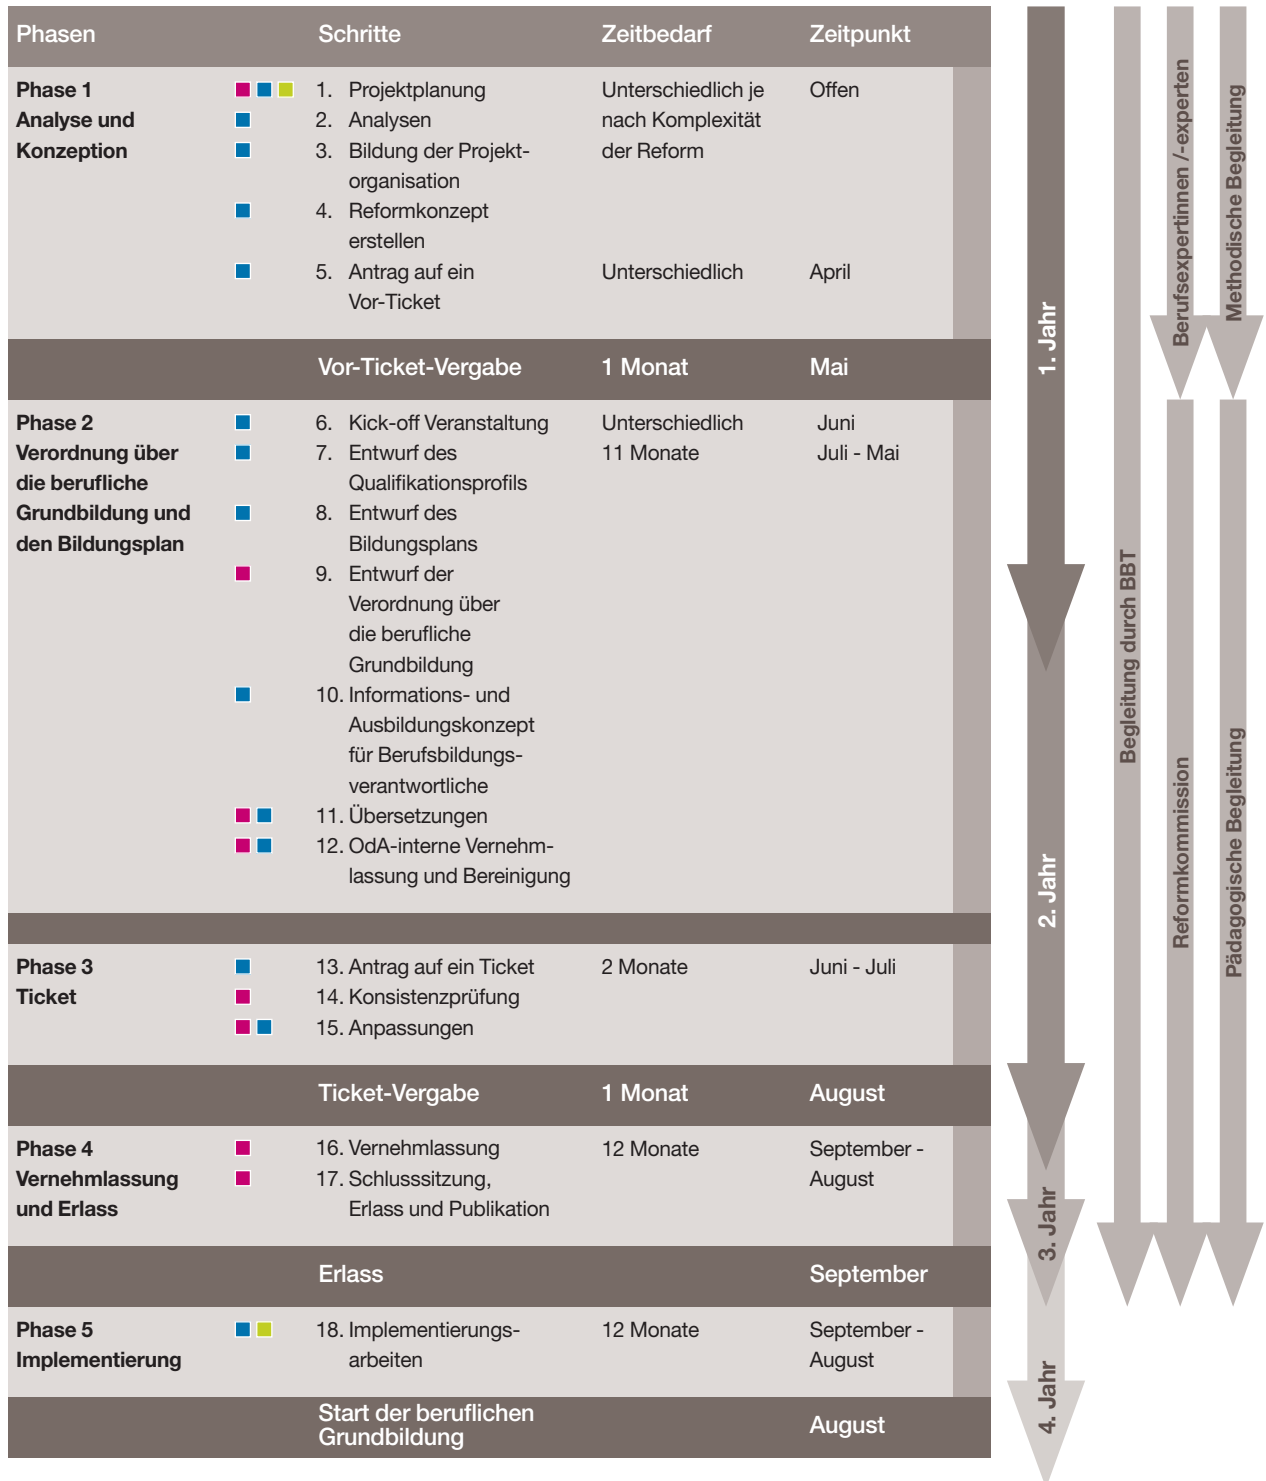 Phasen Schritte Zeitbedarf Zeitpunkt
Phase 1 1. Projektplanung Unterschiedlich je Offen
Analyse und 2. Analysen nach Komplexität
Konzeption 3. Bildung der Projekt- der Reform
organisation
4. Reformkonzept
erstellen
5. Antrag auf ein Unterschiedlich April
Vor-Ticket
Vor-Ticket-Vergabe 1 Monat Mai
Phase 2 6. Kick-off Veranstaltung Unterschiedlich Juni
Verordnung über 7. Entwurf des 11 Monate Juli - Mai
die berufliche Qualifikationsprofils
Grundbildung und 8. Entwurf des
den Bildungsplan Bildungsplans
9. Entwurf der
Verordnung über
die berufliche
Grundbildung
10. Informations- und
Ausbildungskonzept
für Berufsbildungs-
verantwortliche
11. Übersetzungen
12. OdA-interne Vernehm-
lassung und Bereinigung
Phase 3 13. Antrag auf ein Ticket 2 Monate Juni - Juli
Ticket 14. Konsistenzprüfung
15. Anpassungen
Ticket-Vergabe 1 Monat August
Phase 4 16. Vernehmlassung 12 Monate September -
Vernehmlassung 17. Schlusssitzung, August
und Erlass Erlass und Publikation
Erlass September
Phase 5 18. Implementierungs- 12 Monate September -
Implementierung arbeiten August
Start der beruflichen August
Grundbildung
1. Jahr
2. Jahr
3. Jahr
4. Jahr
Begleitung durch BBT
Berufsexpertinnen /-experten
Reformkommission
Methodische Begleitung
Pädagogische Begleitung